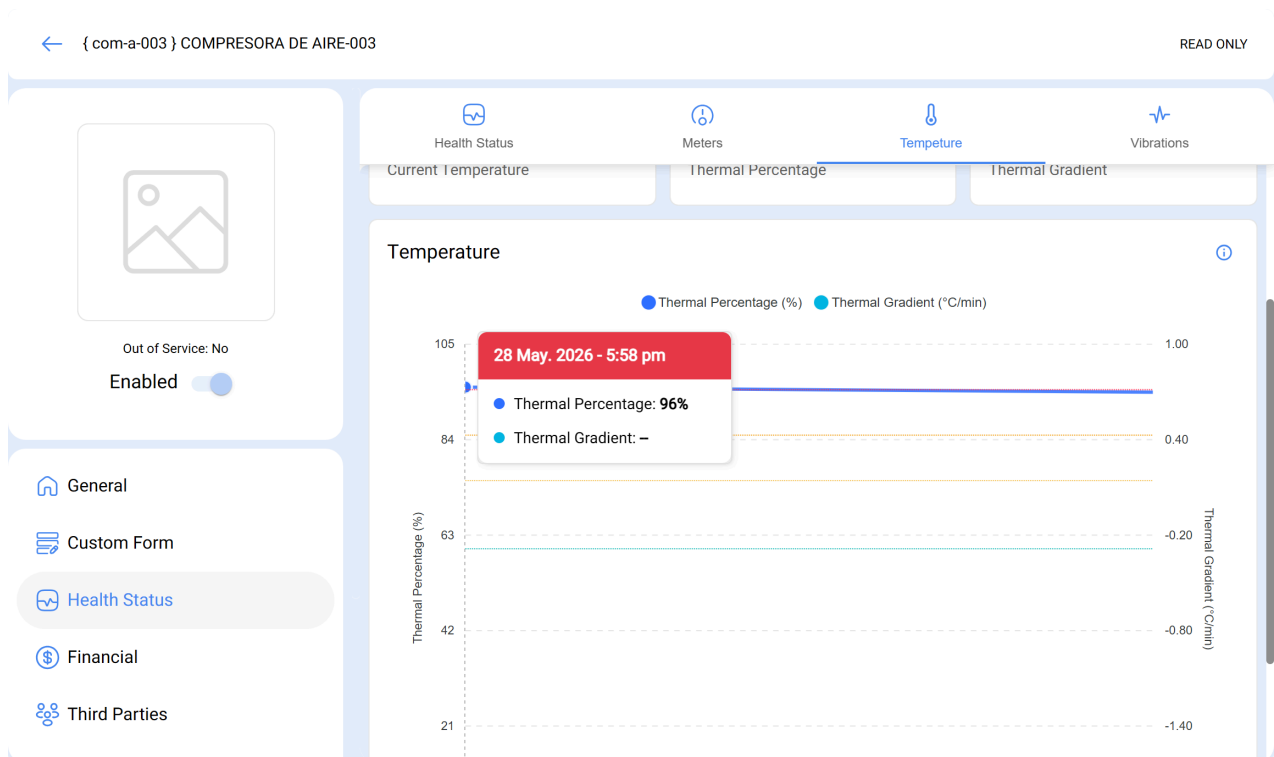 { com-a-003 } COMPRESORA DE AIRE-003
READ ONLY
Out of Service: No
Enabled
General
Custom Form
Health Status
Financial
Third Parties
Health Status
Meters
Tempeture
Vibrations
Current Temperature
Thermal Percentage
Thermal Gradient
Temperature
Thermal Percentage (%)
Thermal Gradient (°C/min)
105
84
63
42
21
Thermal Percentage (%)
28 May. 2026 - 5:58 pm
Thermal Percentage: 96%
Thermal Gradient: –
1.00
0.40
-0.20
-0.80
-1.40
Thermal Gradient (°C/min)